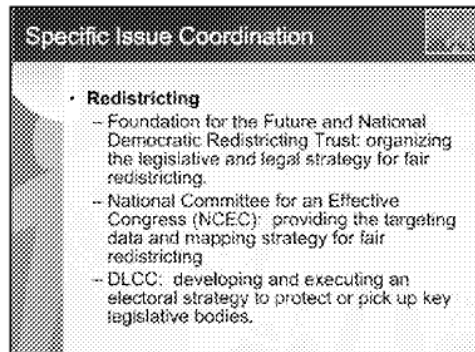 Specific Issue Coordination
• Redistricting
– Foundation for the Future and National
Democratic Redistricting Trust: organizing
the legislative and legal strategy for fair
redistricting.
– National Committee for an Effective
Congress (NCEC): providing the targeting
data and mapping strategy for fair
redistricting
– DLCC: developing and executing an
electoral strategy to protect or pick up key
legislative bodies.